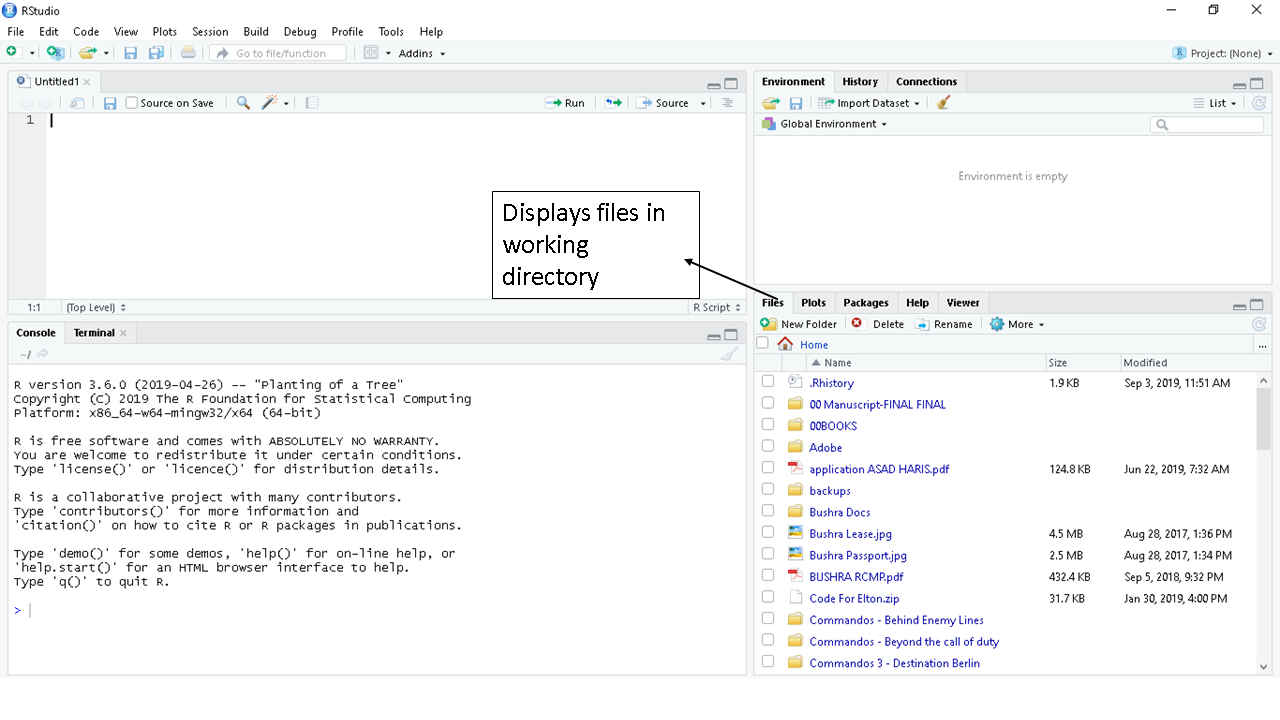 RStudio
File Edit Code View Plots Session Build Debug Profile Tools Help
Go to file/function Addins Project: (None)
Untitled1
Source on Save Run Source
1
1:1 (Top Level) R Script
Displays files in
working
directory
Console Terminal
~/
R version 3.6.0 (2019-04-26) -- "Planting of a Tree"
Copyright (C) 2019 The R Foundation for Statistical Computing
Platform: x86_64-w64-mingw32/x64 (64-bit)
R is free software and comes with ABSOLUTELY NO WARRANTY.
You are welcome to redistribute it under certain conditions.
Type 'license()' or 'licence()' for distribution details.
R is a collaborative project with many contributors.
Type 'contributors()' for more information and
'citation()' on how to cite R or R packages in publications.
Type 'demo()' for some demos, 'help()' for on-line help, or
'help.start()' for an HTML browser interface to help.
Type 'q()' to quit R.
>
Environment History Connections
Import Dataset List
Global Environment
Environment is empty
Files Plots Packages Help Viewer
New Folder Delete Rename More
Home ...
Name Size Modified
.Rhistory 1.9 KB Sep 3, 2019, 11:51 AM
00 Manuscript-FINAL FINAL
00BOOKS
Adobe
application ASAD HARIS.pdf 124.8 KB Jun 22, 2019, 7:32 AM
backups
Bushra Docs
Bushra Lease.jpg 4.5 MB Aug 28, 2017, 1:36 PM
Bushra Passport.jpg 2.5 MB Aug 28, 2017, 1:34 PM
BUSHRA RCMP.pdf 432.4 KB Sep 5, 2018, 9:32 PM
Code For Elton.zip 31.7 KB Jan 30, 2019, 4:00 PM
Commandos - Behind Enemy Lines
Commandos - Beyond the call of duty
Commandos 3 - Destination Berlin